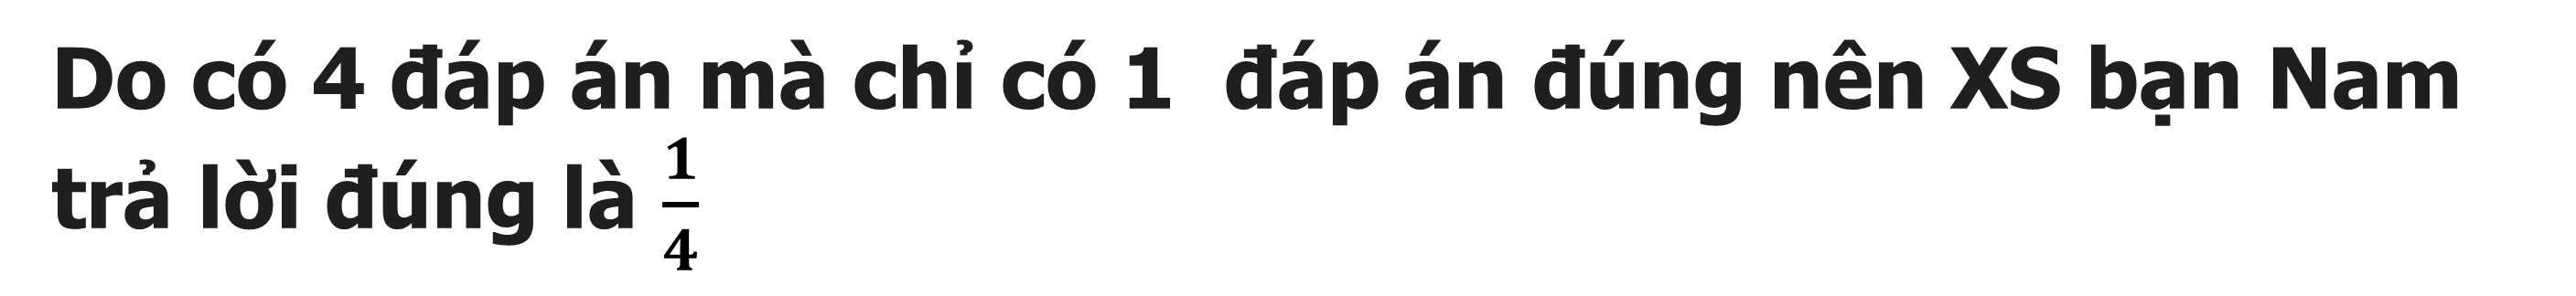 Do có 4 đáp án mà chỉ có 1  đáp án đúng nên XS bạn Nam
trả lời đúng là 1/4